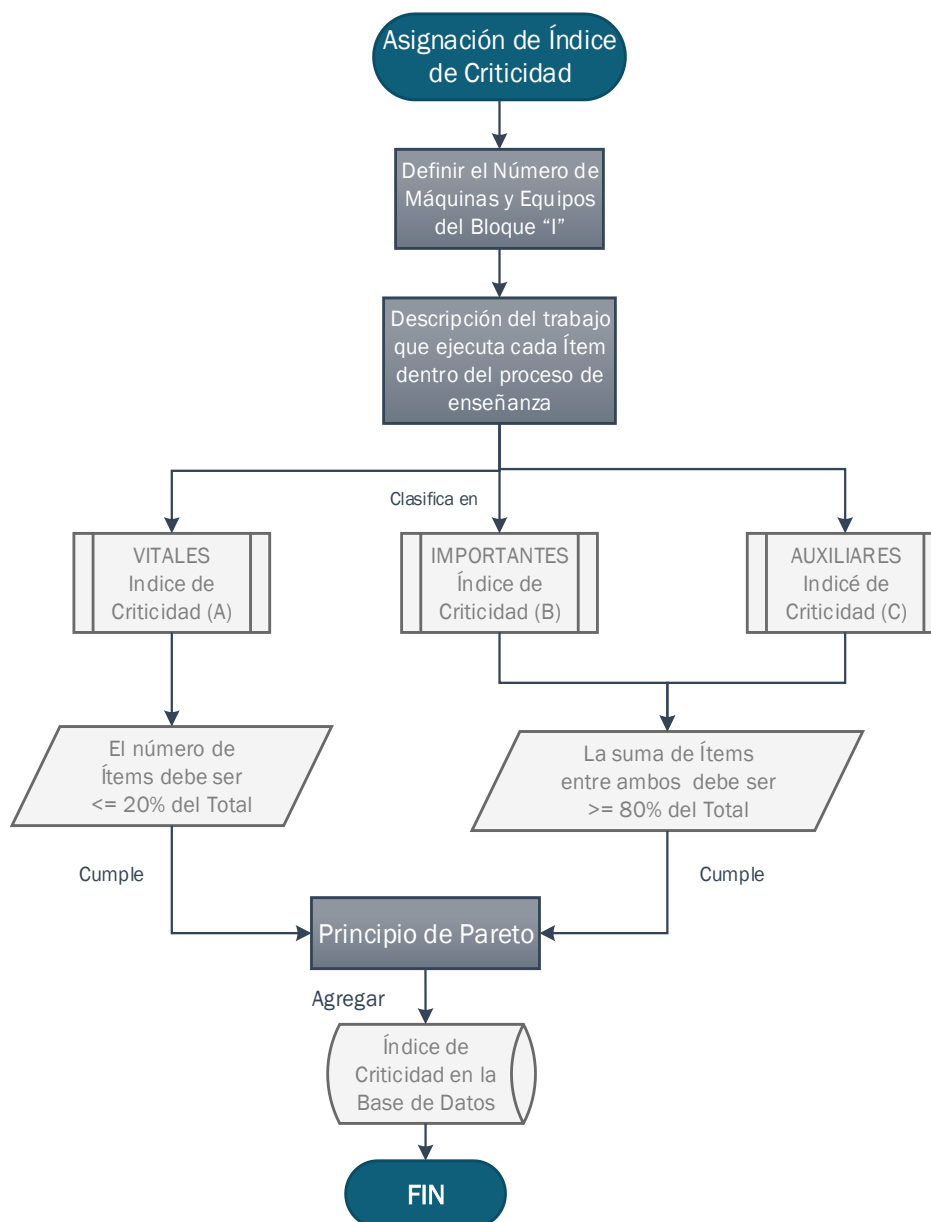 Asignación de Índice
de Criticidad
Definir el Número de
Máquinas y Equipos
del Bloque “I”
Descripción del trabajo
que ejecuta cada Ítem
dentro del proceso de
enseñanza
Clasifica en
VITALES
Indice de
Criticidad (A)
IMPORTANTES
Índice de
Criticidad (B)
AUXILIARES
Indicé de
Criticidad (C)
El número de
Ítems debe ser
<= 20% del Total
La suma de Ítems
entre ambos debe ser
>= 80% del Total
Cumple
Cumple
Principio de Pareto
Agregar
Índice de
Criticidad en la
Base de Datos
FIN